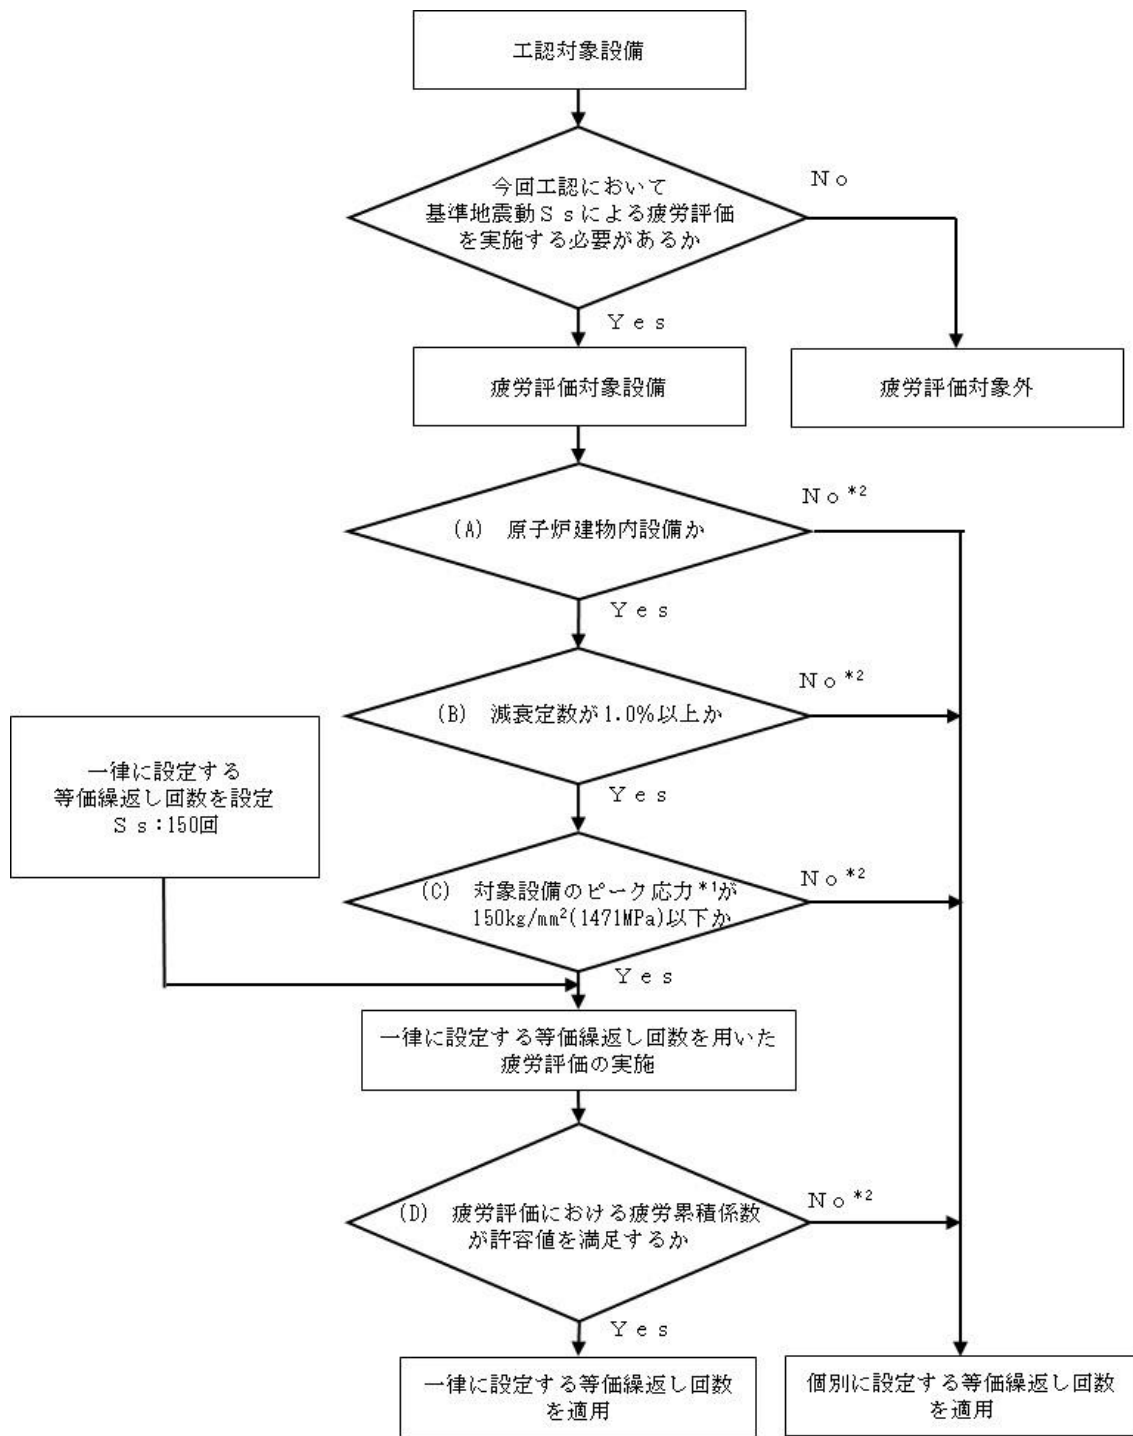 工認対象設備
今回工認において
基準地震動Ｓｓによる疲労評価
を実施する必要があるか
Ｎｏ
Ｙｅｓ
疲労評価対象設備
疲労評価対象外
(A) 原子炉建物内設備か
Ｎｏ*2
Ｙｅｓ
(B) 減衰定数が1.0%以上か
Ｎｏ*2
Ｙｅｓ
一律に設定する
等価繰返し回数を設定
Ｓｓ：150回
(C) 対象設備のピーク応力*1が
150kg/mm²(1471MPa)以下か
Ｎｏ*2
Ｙｅｓ
一律に設定する等価繰返し回数を用いた
疲労評価の実施
(D) 疲労評価における疲労累積係数
が許容値を満足するか
Ｎｏ*2
Ｙｅｓ
一律に設定する等価繰返し回数
を適用
個別に設定する等価繰返し回数
を適用